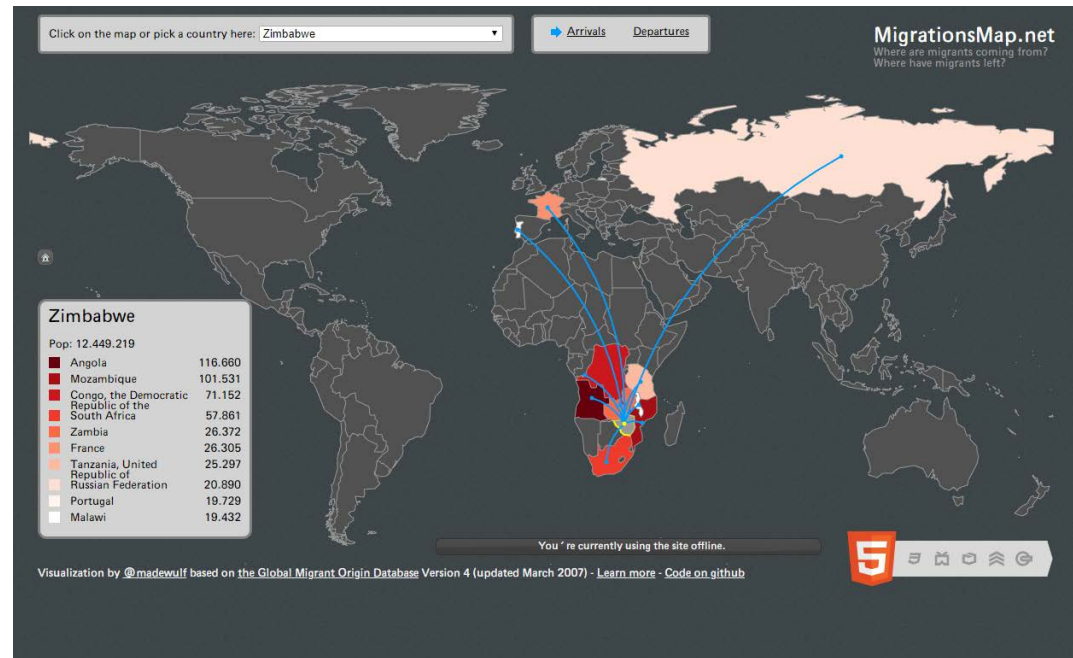 Click on the map or pick a country here: Zimbabwe
Arrivals Departures
MigrationsMap.net
Where are migrants coming from?
Where have migrants left?
Zimbabwe
Pop: 12.449.219
Angola 116.660
Mozambique 101.531
Congo, the Democratic 71.152
Republic of the
South Africa 57.861
Zambia 26.372
France 26.305
Tanzania, United 25.297
Republic of
Russian Federation 20.890
Portugal 19.729
Malawi 19.432
You ´re currently using the site offline.
Visualization by @madewulf based on the Global Migrant Origin Database Version 4 (updated March 2007) - Learn more - Code on github
5